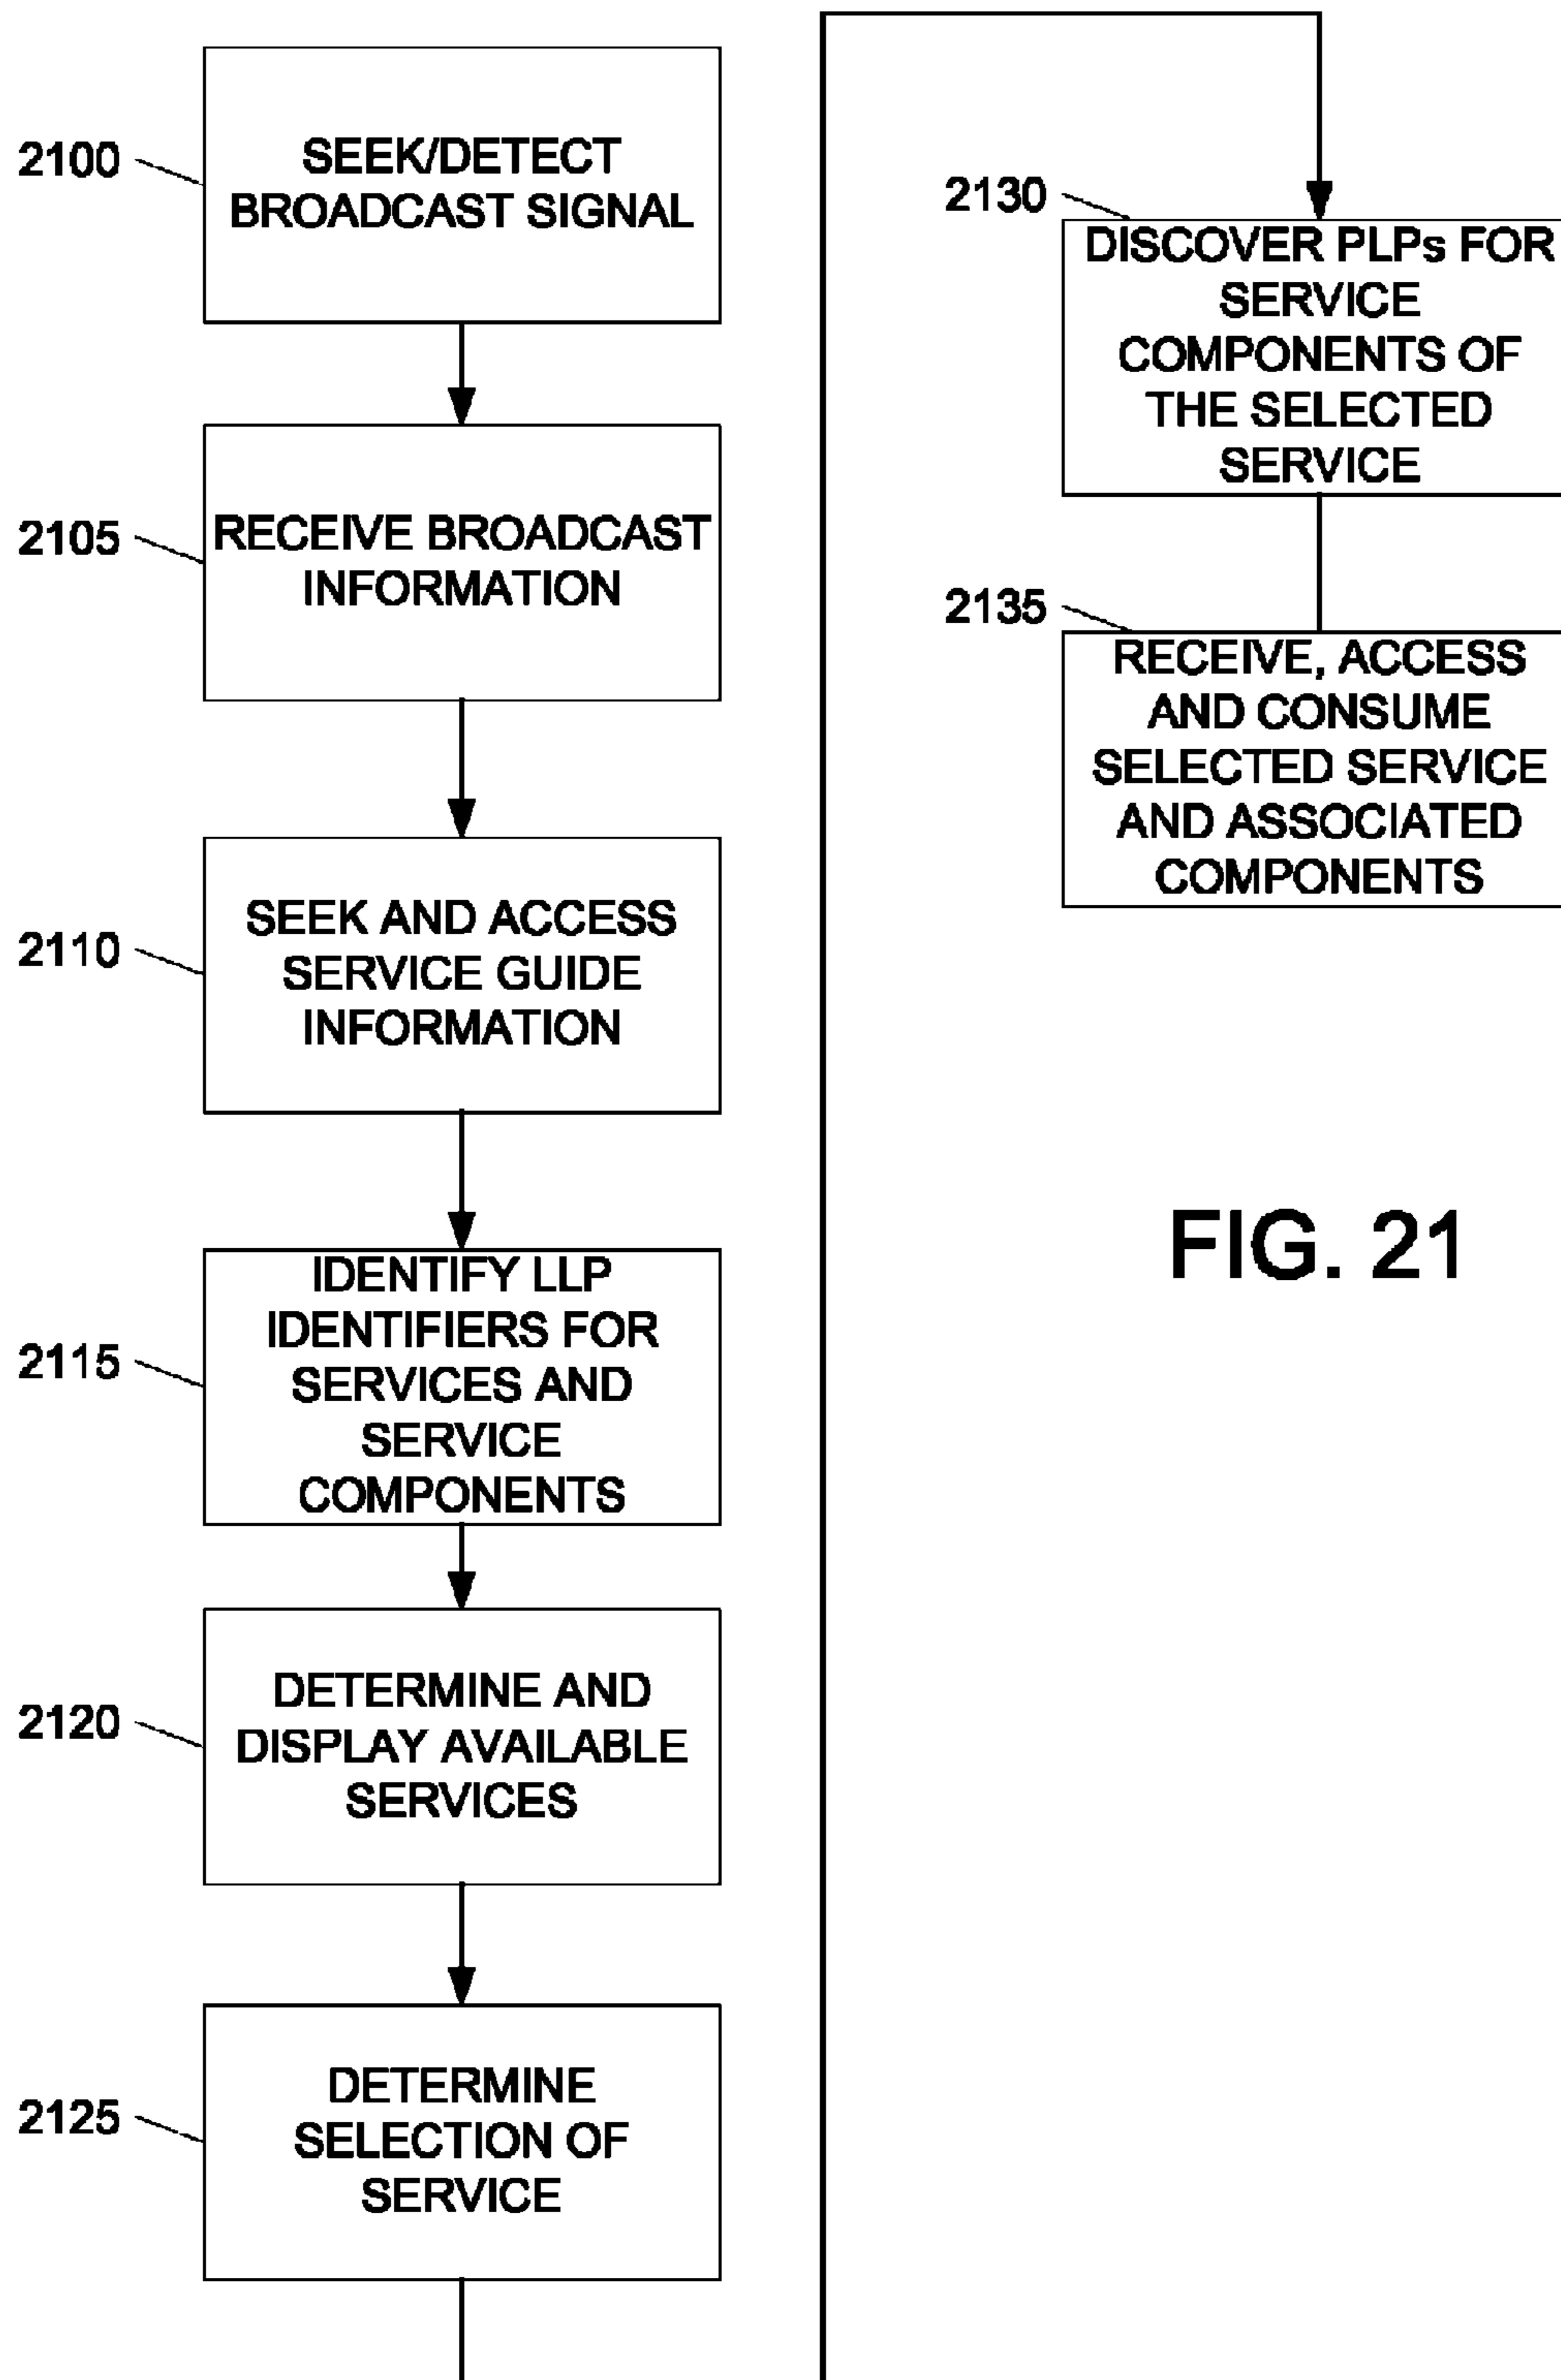 2100
SEEK/DETECT
BROADCAST SIGNAL
2105
RECEIVE BROADCAST
INFORMATION
2110
SEEK AND ACCESS
SERVICE GUIDE
INFORMATION
2115
IDENTIFY LLP
IDENTIFIERS FOR
SERVICES AND
SERVICE
COMPONENTS
2120
DETERMINE AND
DISPLAY AVAILABLE
SERVICES
2125
DETERMINE
SELECTION OF
SERVICE
2130
DISCOVER PLPs FOR
SERVICE
COMPONENTS OF
THE SELECTED
SERVICE
2135
RECEIVE, ACCESS
AND CONSUME
SELECTED SERVICE
AND ASSOCIATED
COMPONENTS
FIG. 21